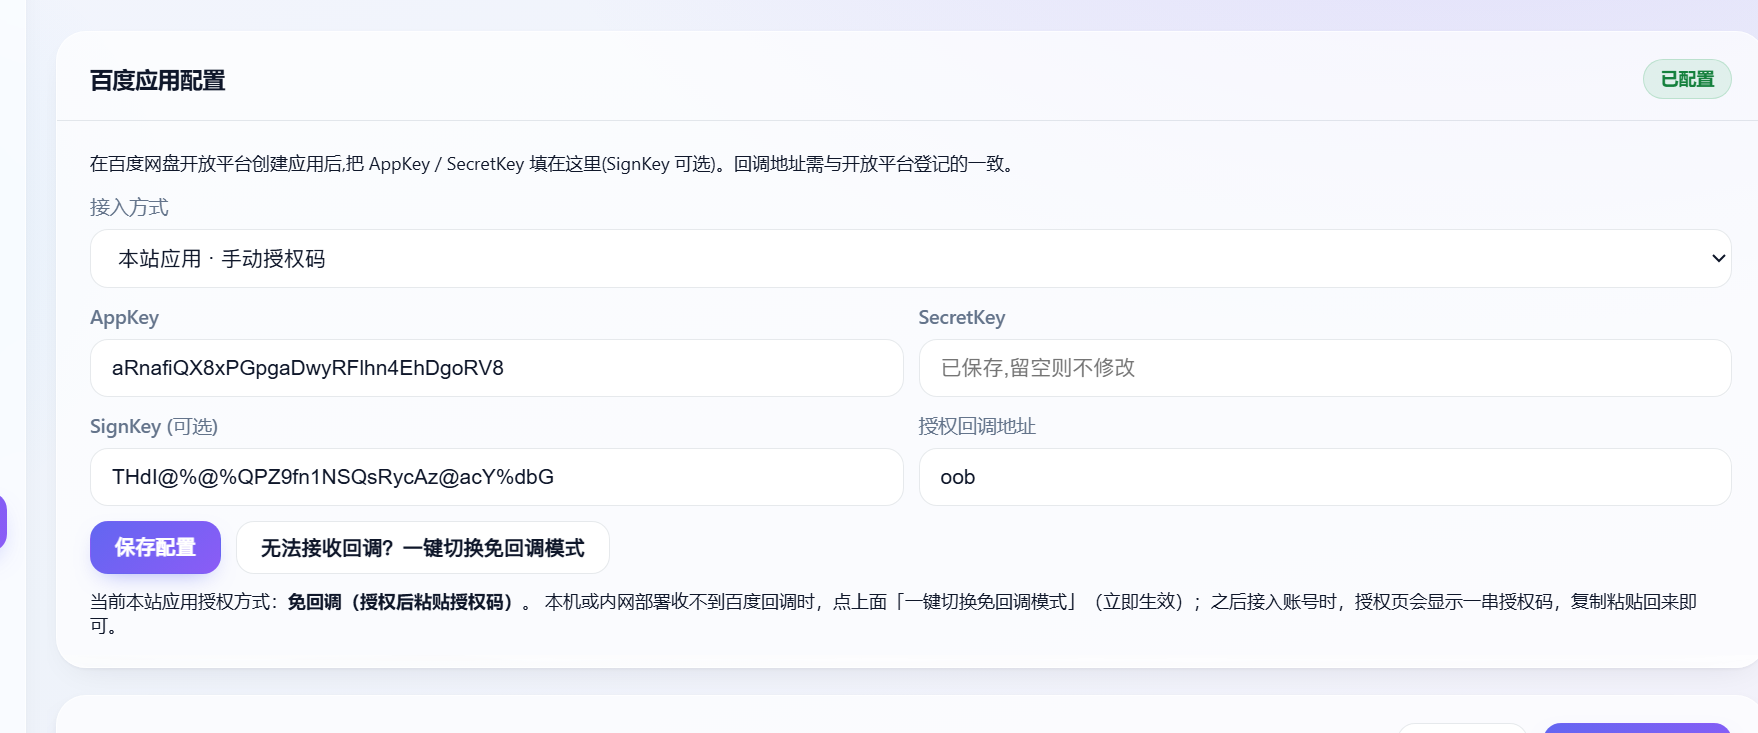 百度应用配置
已配置
在百度网盘开放平台创建应用后,把 AppKey / SecretKey 填在这里(SignKey 可选)。回调地址需与开放平台登记的一致。
接入方式
本站应用 · 手动授权码
AppKey
SecretKey
aRnafiQX8xPGpgaDwyRFlhn4EhDgoRV8
已保存,留空则不修改
SignKey (可选)
授权回调地址
THdI@%@%QPZ9fn1NSQsRycAz@acY%dbG
oob
保存配置
无法接收回调？一键切换免回调模式
当前本站应用授权方式：免回调（授权后粘贴授权码）。 本机或内网部署收不到百度回调时，点上面「一键切换免回调模式」（立即生效）；之后接入账号时，授权页会显示一串授权码，复制粘贴回来即
可。